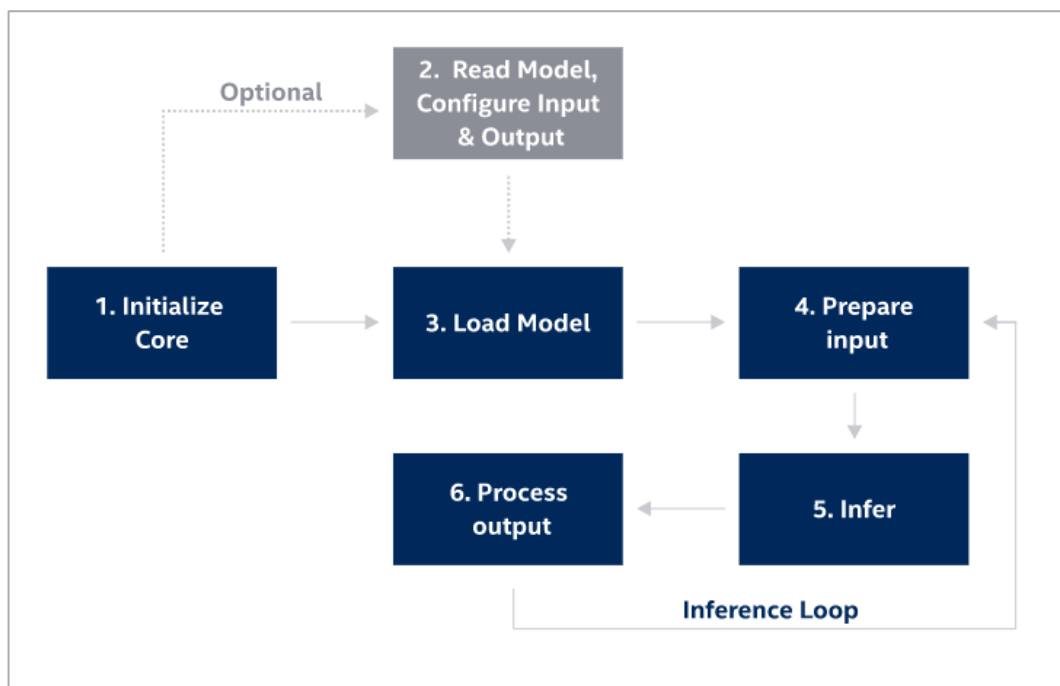 2. Read Model,
Configure Input
& Output
Optional
1. Initialize
Core
3. Load Model
4. Prepare
input
6. Process
output
5. Infer
Inference Loop